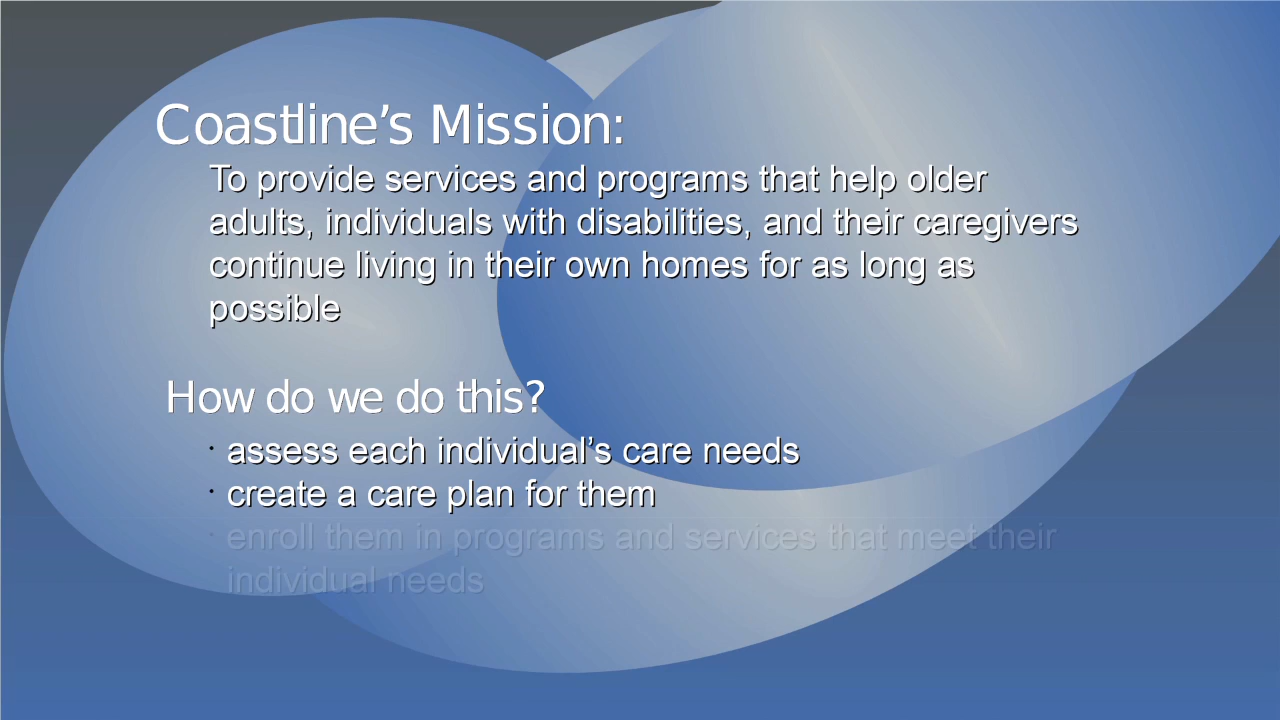 Coastline’s Mission:
To provide services and programs that help older
adults, individuals with disabilities, and their caregivers
continue living in their own homes for as long as
possible
How do we do this?
· assess each individual’s care needs
· create a care plan for them
· enroll them in programs and services that meet their
individual needs